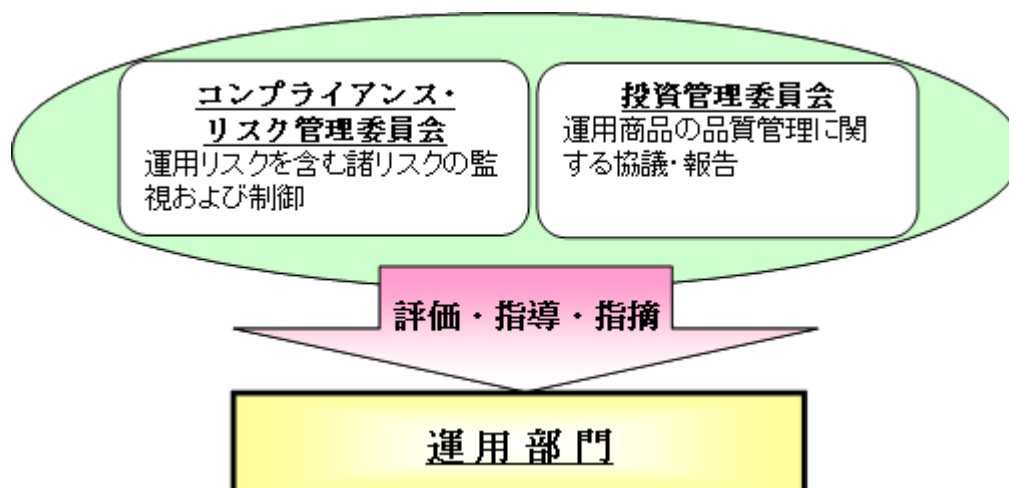 コンプライアンス・
リスク管理委員会
運用リスクを含む諸リスクの監
視および制御
投資管理委員会
運用商品の品質管理に関
する協議・報告
評価・指導・指摘
運用部門